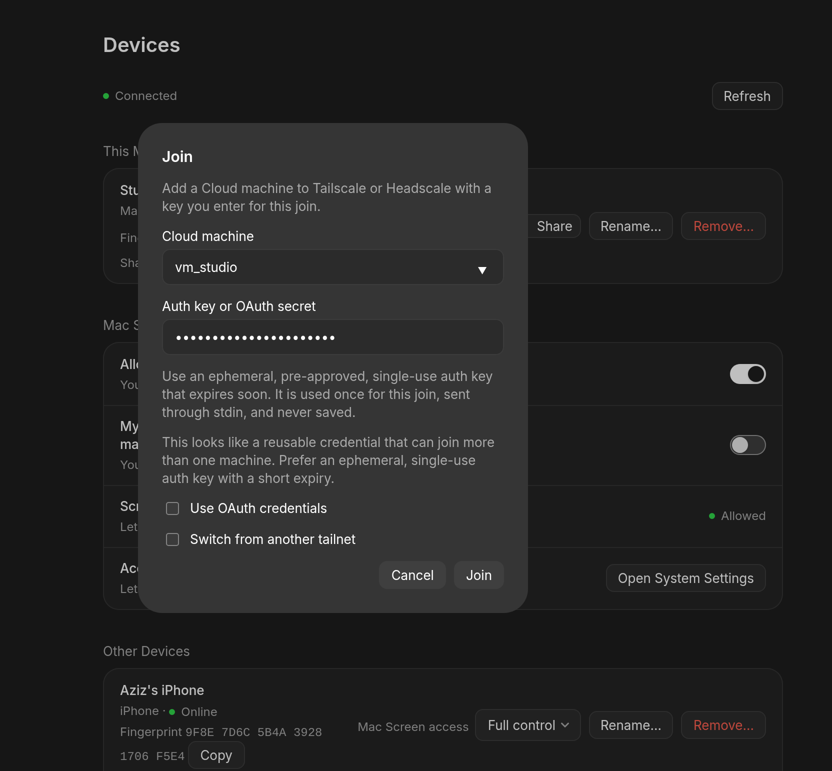 Devices
Connected
Refresh
This M
Join
Add a Cloud machine to Tailscale or Headscale with a
key you enter for this join.
Cloud machine
vm_studio
Auth key or OAuth secret
••••••••••••••••••••••
Use an ephemeral, pre-approved, single-use auth key
that expires soon. It is used once for this join, sent
through stdin, and never saved.
This looks like a reusable credential that can join more
than one machine. Prefer an ephemeral, single-use
auth key with a short expiry.
Use OAuth credentials
Switch from another tailnet
Cancel Join
Stu
Ma
Fin
Sha
Share Rename... Remove...
Mac S
Allo
You
My
ma
You
Scr
Let
Allowed
Acc
Let
Open System Settings
Other Devices
Aziz's iPhone
iPhone · Online
Fingerprint 9F8E 7D6C 5B4A 3928
1706 F5E4 Copy
Mac Screen access Full control Rename... Remove...